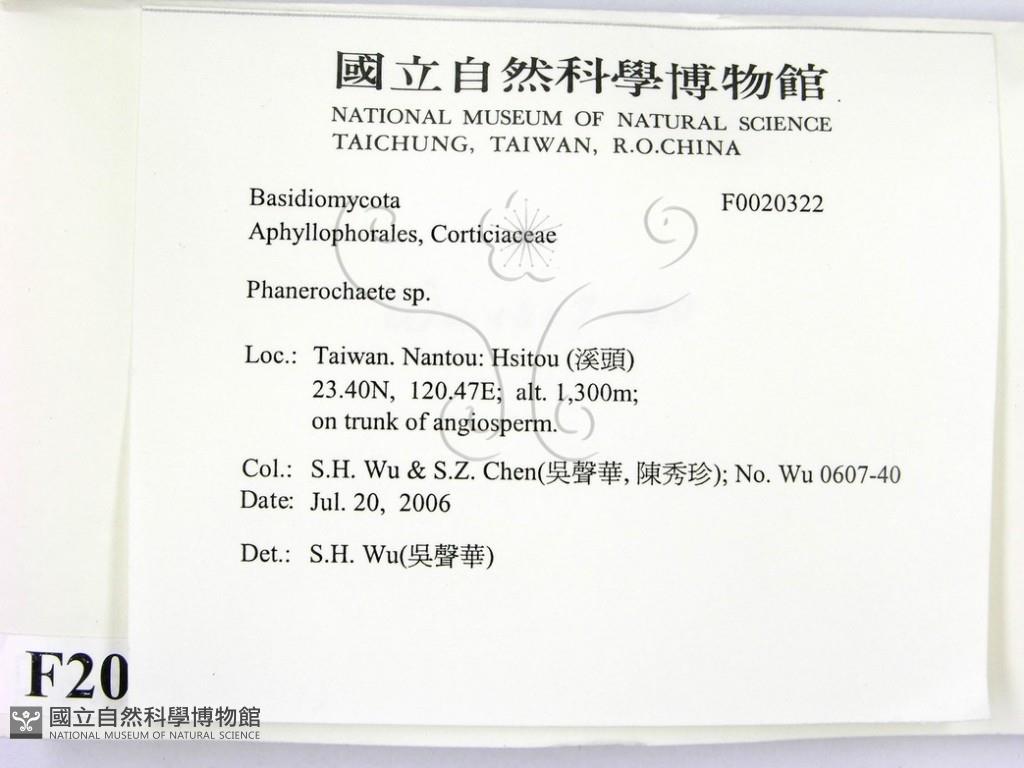 國立自然科學博物館
NATIONAL MUSEUM OF NATURAL SCIENCE
TAICHUNG, TAIWAN, R.O.CHINA
Basidiomycota F0020322
Aphyllophorales, Corticiaceae
Phanerochaete sp.
Loc.: Taiwan. Nantou: Hsitou (溪頭)
23.40N, 120.47E; alt. 1,300m;
on trunk of angiosperm.
Col.: S.H. Wu & S.Z. Chen(吳聲華, 陳秀珍); No. Wu 0607-40
Date: Jul. 20, 2006
Det.: S.H. Wu(吳聲華)
F20
國立自然科學博物館
NATIONAL MUSEUM OF NATURAL SCIENCE